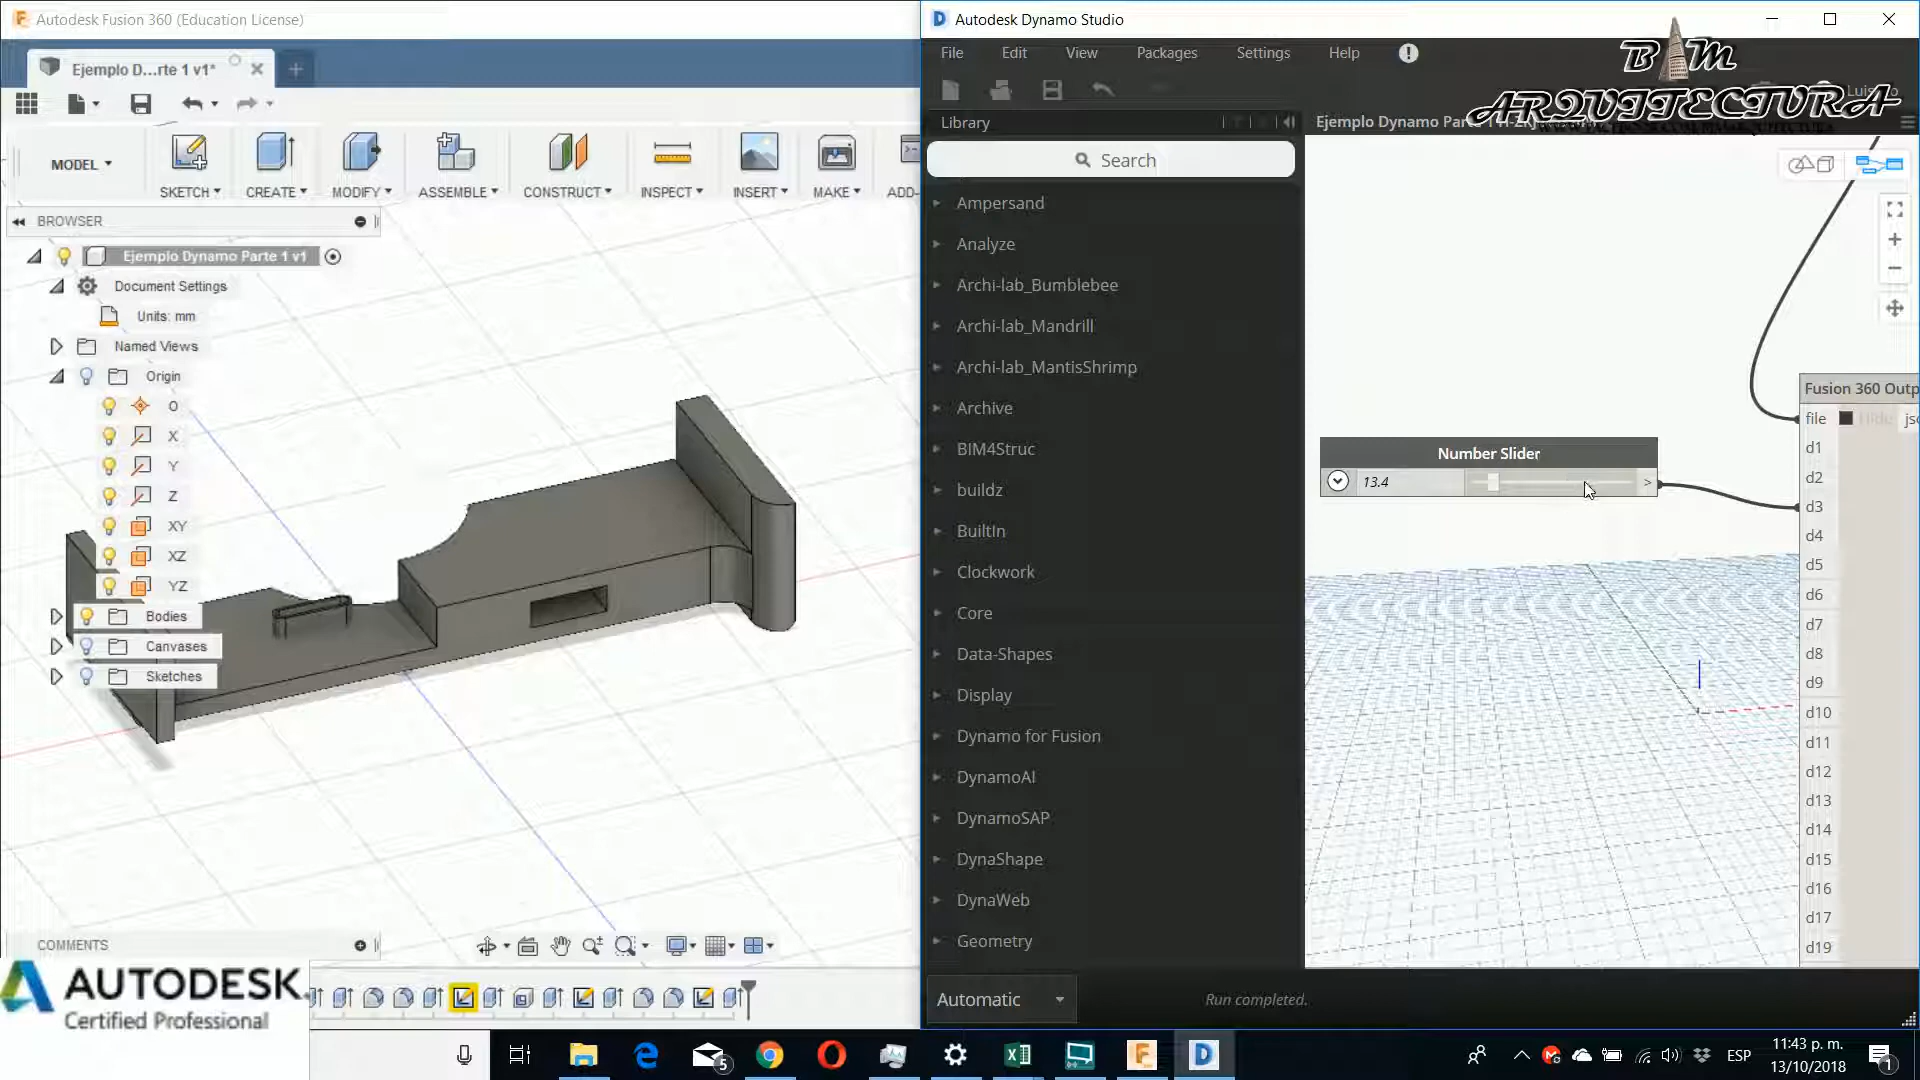 Autodesk Fusion 360 (Education License)
Autodesk Dynamo Studio
Ejemplo D...rte 1 v1*
File Edit View Packages Settings Help
BIM
ARQUITECTURA
MODEL
SKETCH CREATE MODIFY ASSEMBLE CONSTRUCT INSPECT INSERT MAKE ADD-
BROWSER
Ejemplo Dynamo Parte 1 v1
Document Settings
Units: mm
Named Views
Origin
O
X
Y
Z
XY
XZ
YZ
Bodies
Canvases
Sketches
COMMENTS
AUTODESK.
Certified Professional
Library
Search
Ampersand
Analyze
Archi-lab_Bumblebee
Archi-lab_Mandrill
Archi-lab_MantisShrimp
Archive
BIM4Struc
buildz
BuiltIn
Clockwork
Core
Data-Shapes
Display
Dynamo for Fusion
DynamoAI
DynamoSAP
DynaShape
DynaWeb
Geometry
Automatic
Run completed.
Ejemplo Dynamo Parte
Number Slider
13.4 >
Fusion 360 Outp
file Hide jso
d1
d2
d3
d4
d5
d6
d7
d8
d9
d10
d11
d12
d13
d14
d15
d16
d17
d19
5
ESP
11:43 p. m.
13/10/2018
1